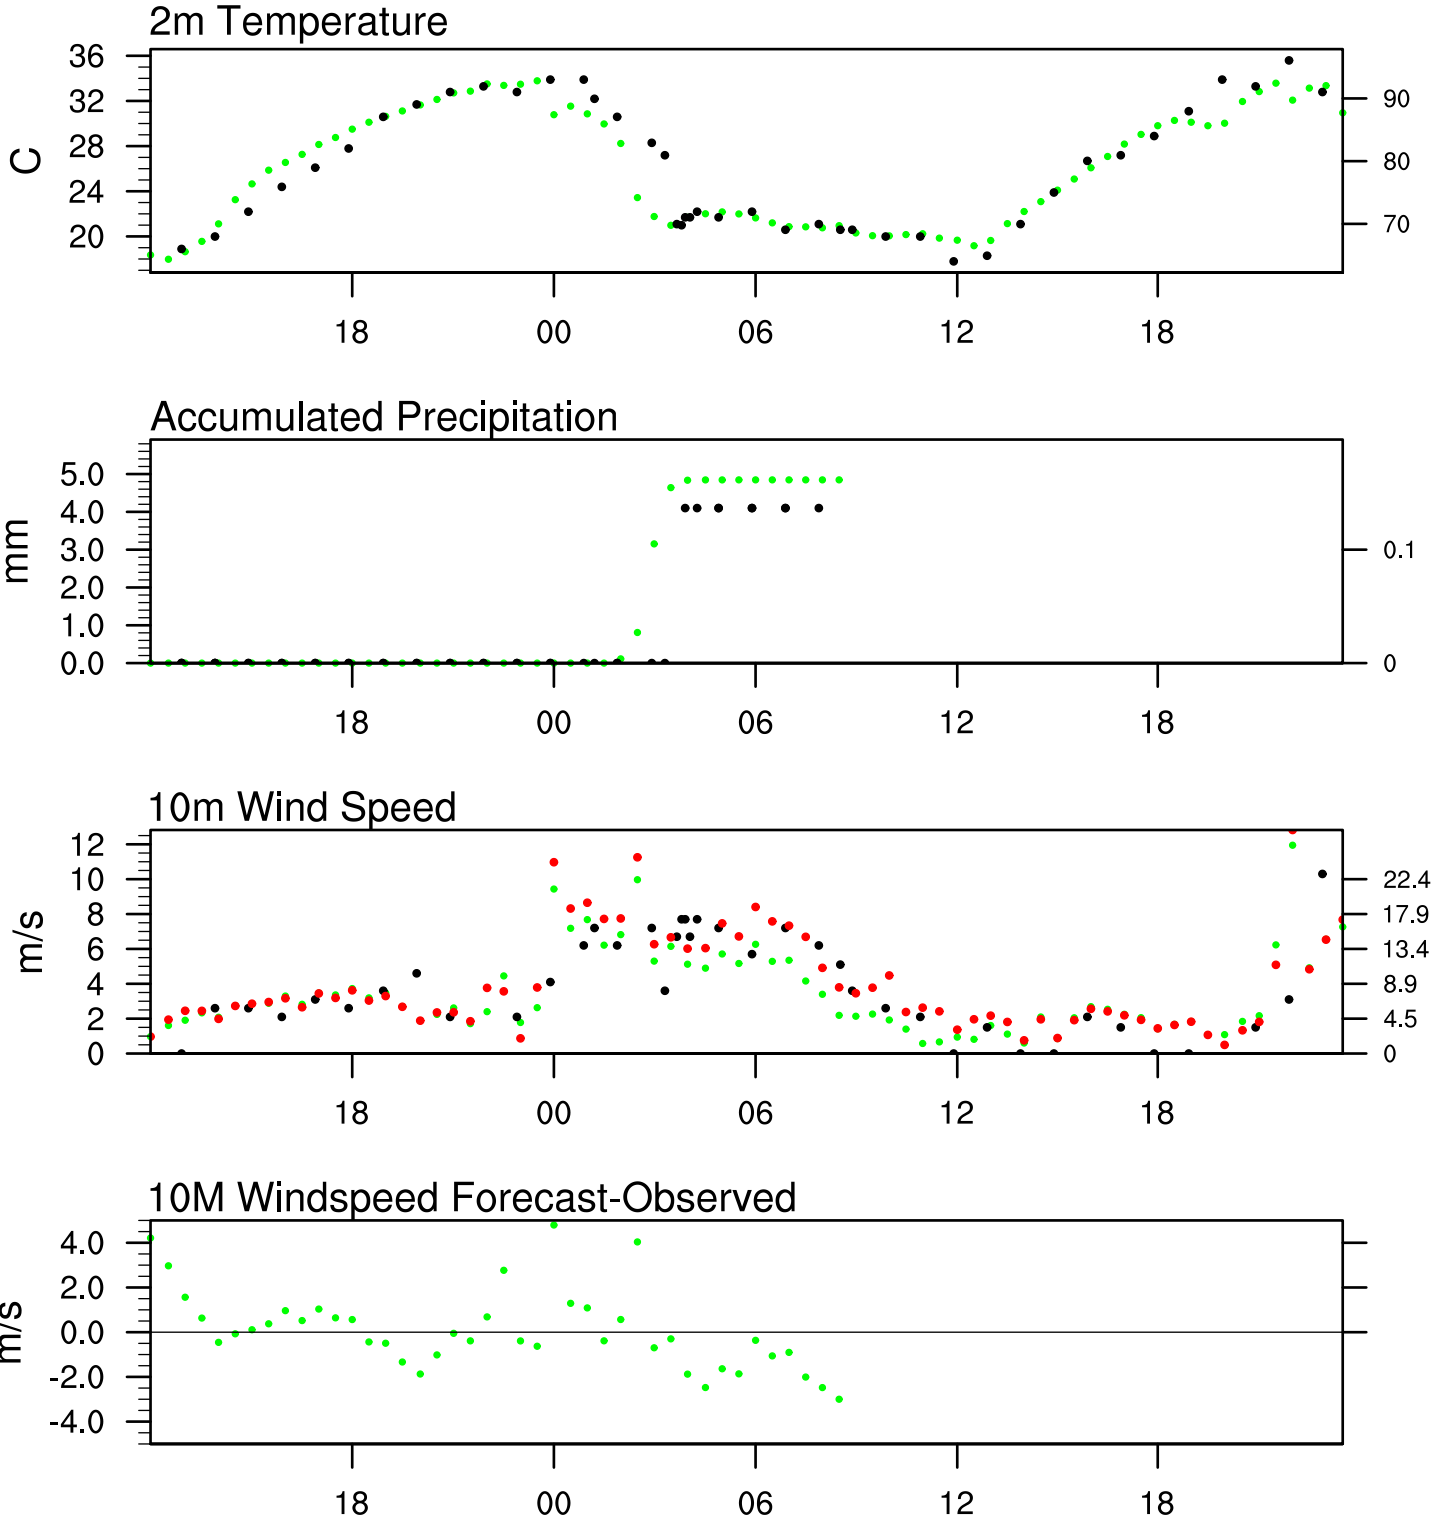 2m Temperature
36
32
28
24
20
C
90
80
70
18 00 06 12 18
Accumulated Precipitation
5.0
4.0
3.0
2.0
1.0
0.0
mm
0.1
0
18 00 06 12 18
10m Wind Speed
12
10
8
6
4
2
0
m/s
22.4
17.9
13.4
8.9
4.5
0
18 00 06 12 18
10M Windspeed Forecast-Observed
4.0
2.0
0.0
-2.0
-4.0
m/s
18 00 06 12 18